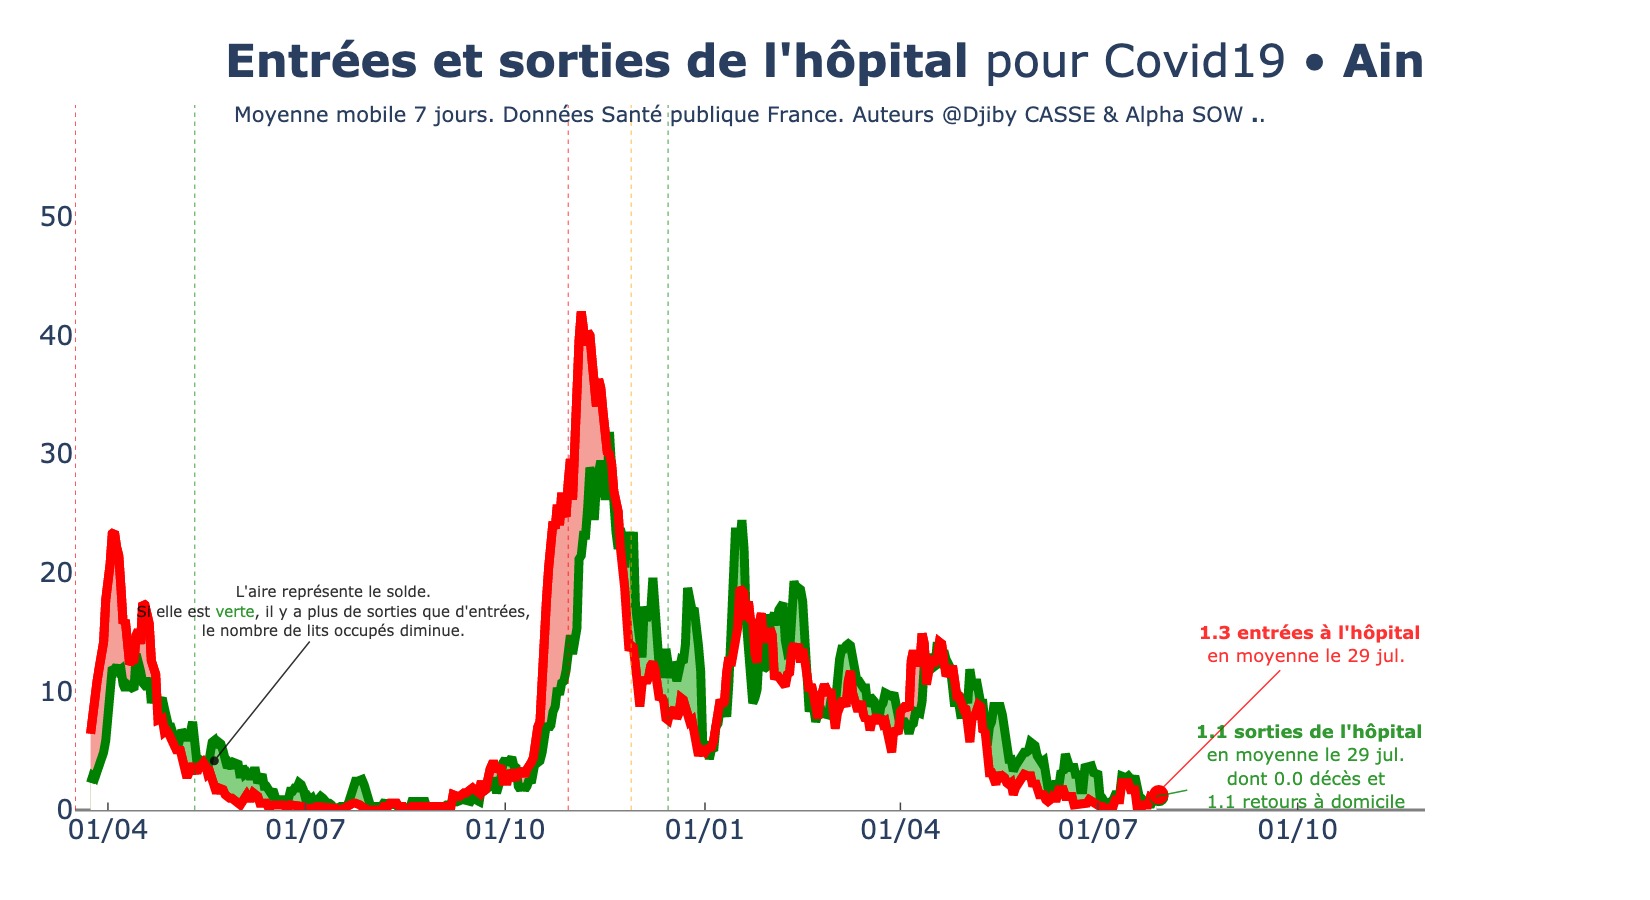 Entrées et sorties de l'hôpital pour Covid19 • Ain
Moyenne mobile 7 jours. Données Santé publique France. Auteurs @Djiby CASSE & Alpha SOW ..
50
40
30
20
10
0
L'aire représente le solde.
Si elle est verte, il y a plus de sorties que d'entrées,
le nombre de lits occupés diminue.
1.3 entrées à l'hôpital
en moyenne le 29 jul.
1.1 sorties de l'hôpital
en moyenne le 29 jul.
dont 0.0 décès et
1.1 retours à domicile
01/04 01/07 01/10 01/01 01/04 01/07 01/10